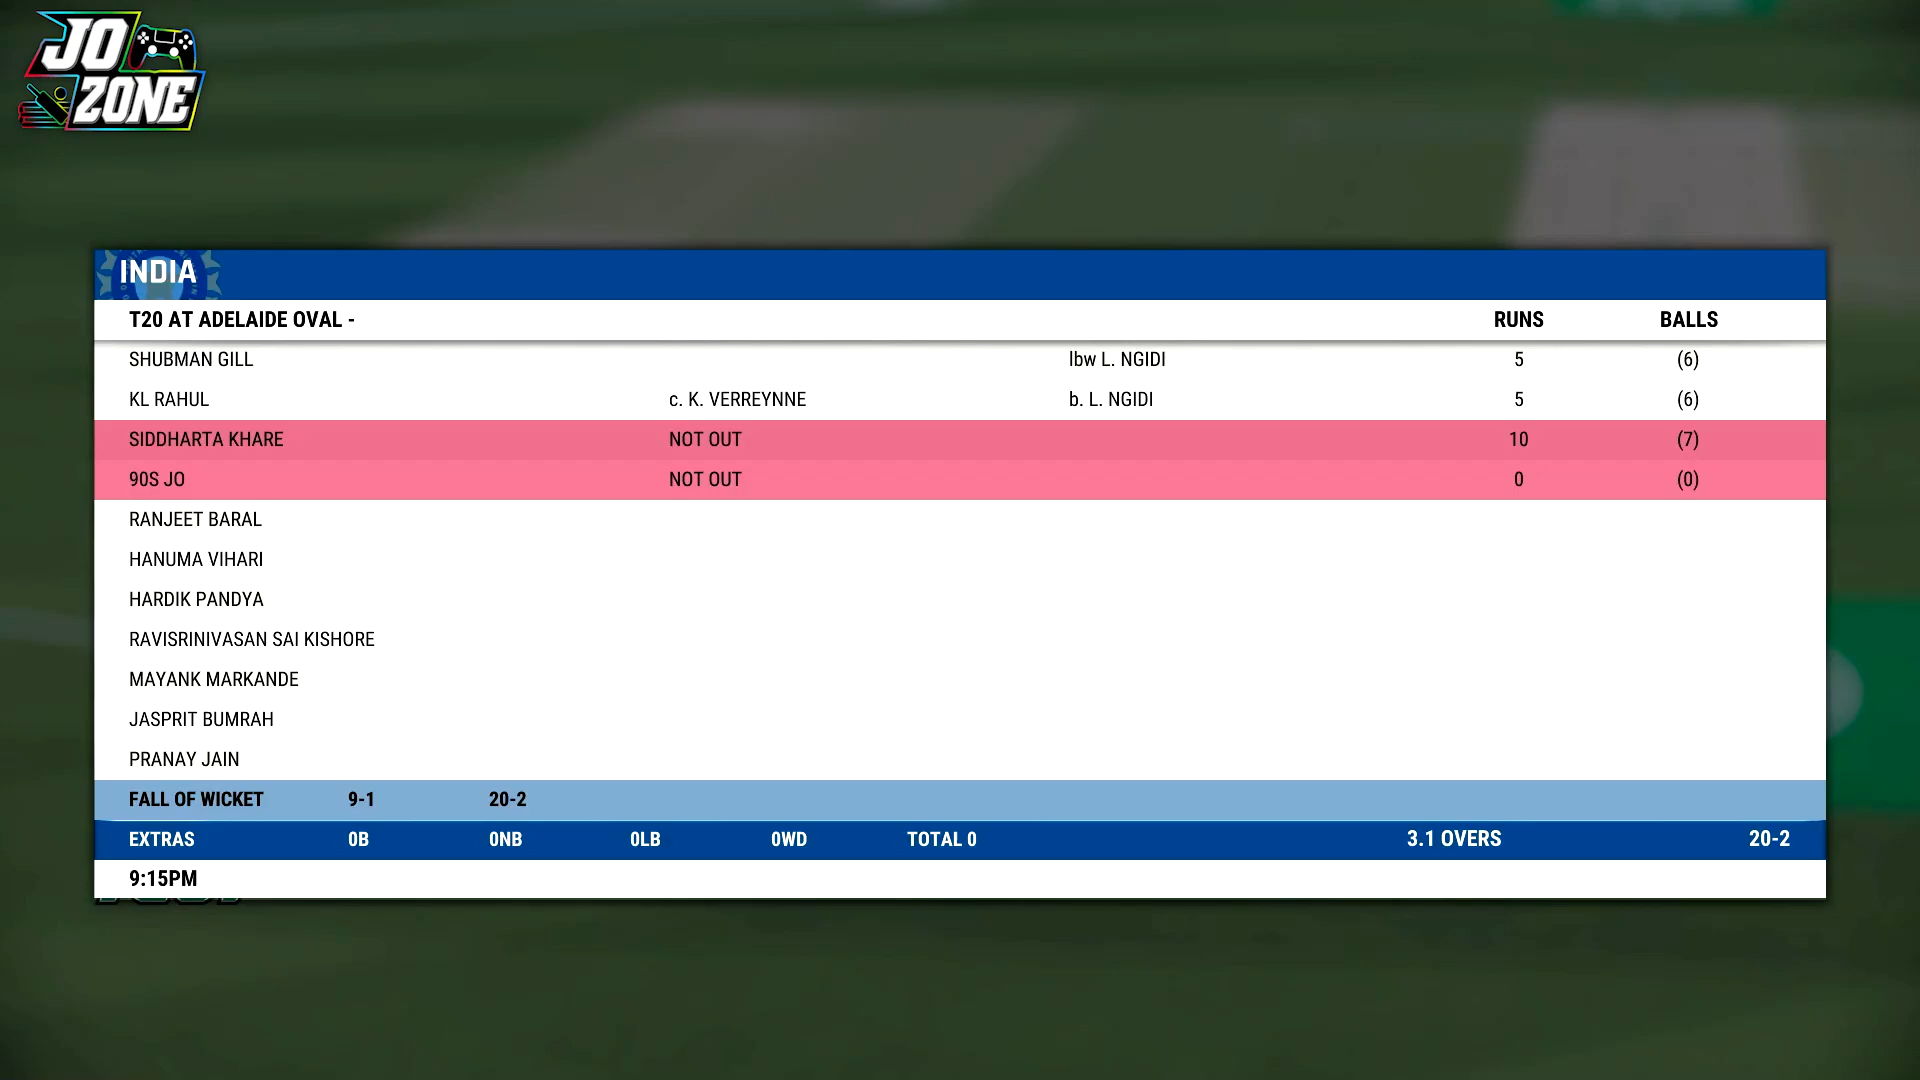 JO
ZONE
INDIA
T20 AT ADELAIDE OVAL - RUNS BALLS
SHUBMAN GILL lbw L. NGIDI 5 (6)
KL RAHUL c. K. VERREYNNE b. L. NGIDI 5 (6)
SIDDHARTA KHARE NOT OUT 10 (7)
90S JO NOT OUT 0 (0)
RANJEET BARAL
HANUMA VIHARI
HARDIK PANDYA
RAVISRINIVASAN SAI KISHORE
MAYANK MARKANDE
JASPRIT BUMRAH
PRANAY JAIN
FALL OF WICKET 9-1 20-2
EXTRAS 0B 0NB 0LB 0WD TOTAL 0 3.1 OVERS 20-2
9:15PM